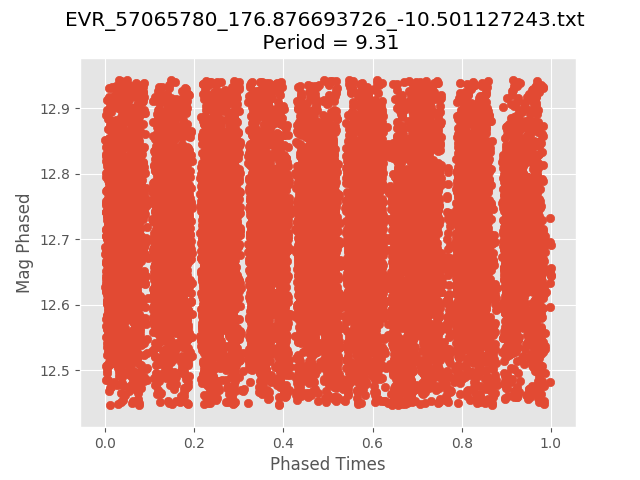 EVR_57065780_176.876693726_-10.501127243.txt
Period = 9.31
Mag Phased
12.9
12.8
12.7
12.6
12.5
0.0 0.2 0.4 0.6 0.8 1.0
Phased Times